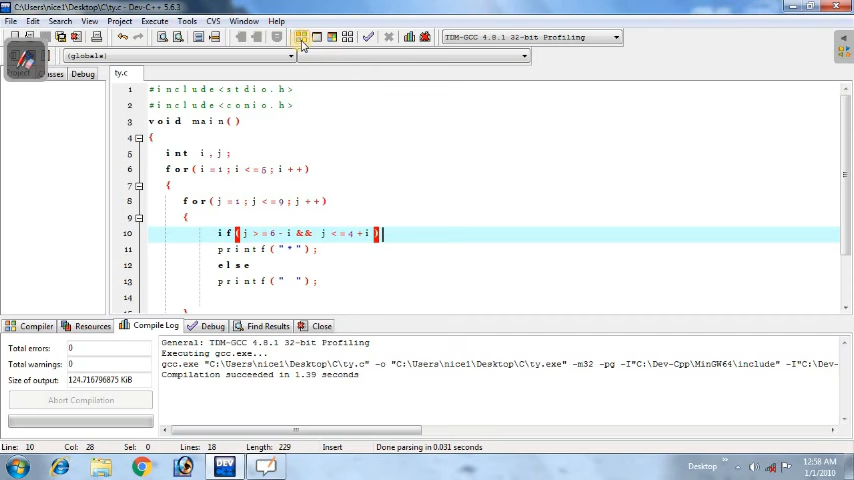 C:\Users\nice1\Desktop\C\ty.c - Dev-C++ 5.6.3
File Edit Search View Project Execute Tools CVS Window Help
TDM-GCC 4.8.1 32-bit Profiling
(globals)
Project Classes Debug ty.c
1 #include<stdio.h>
2 #include<conio.h>
3 void main()
4 {
5 int i,j;
6 for(i=1;i<=5;i++)
7 {
8 for(j=1;j<=9;j++)
9 {
10 if(j>=6-i&& j<=4+i)
11 printf("*");
12 else
13 printf(" ");
14
}
Compiler Resources Compile Log Debug Find Results Close
Total errors: 0
Total warnings: 0
Size of output: 124.716796875 KiB
Abort Compilation
General: TDM-GCC 4.8.1 32-bit Profiling
Executing gcc.exe...
gcc.exe "C:\Users\nice1\Desktop\C\ty.c" -o "C:\Users\nice1\Desktop\C\ty.exe" -m32 -pg -I"C:\Dev-Cpp\MinGW64\include" -I"C:\Dev-
Compilation succeeded in 1.39 seconds
Line: 10 Col: 28 Sel: 0 Lines: 18 Length: 229 Insert Done parsing in 0.031 seconds
DEV
Desktop
12:58 AM
1/1/2010